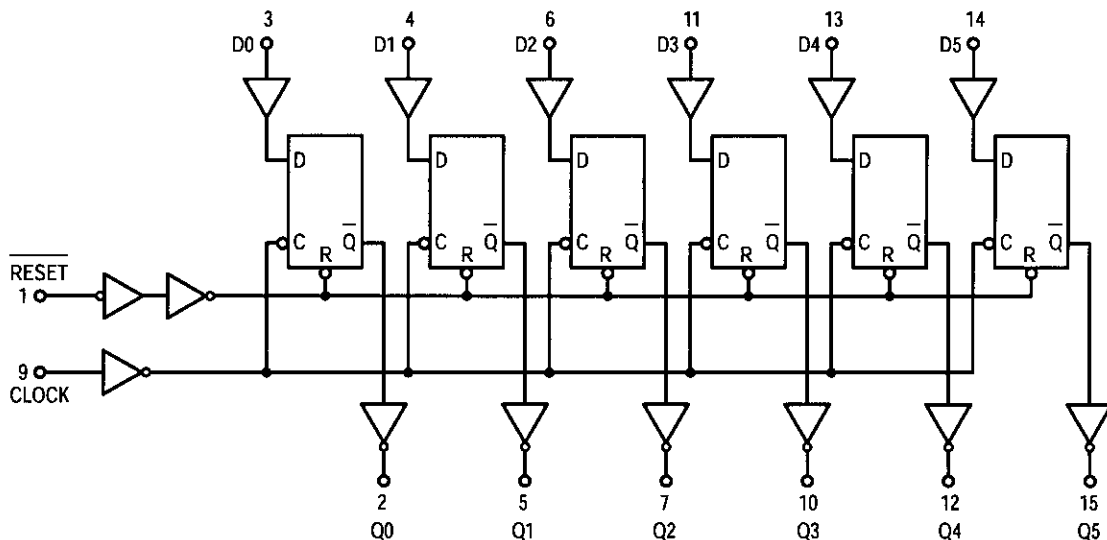 3 4 6 11 13 14
D0 D1 D2 D3 D4 D5
D D D D D D
C Q̅ C Q̅ C Q̅ C Q̅ C Q̅ C Q̅
R R R R R R
R̅E̅S̅E̅T̅
1
9
CLOCK
2 5 7 10 12 15
Q0 Q1 Q2 Q3 Q4 Q5